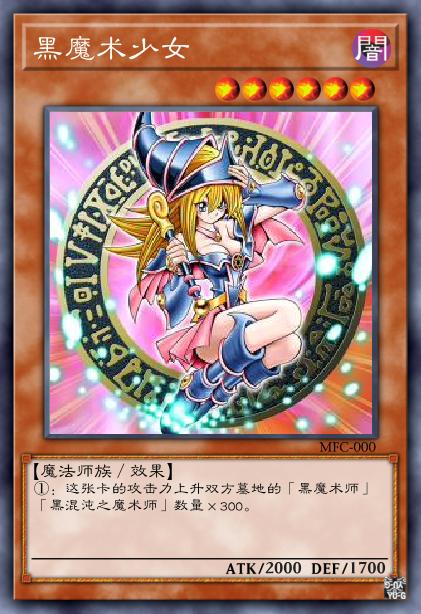 黑魔术少女
闇
MFC-000
【魔法师族／效果】
①：这张卡的攻击力上升双方墓地的「黑魔术师」
「黑混沌之魔术师」数量×300。
ATK/2000 DEF/1700